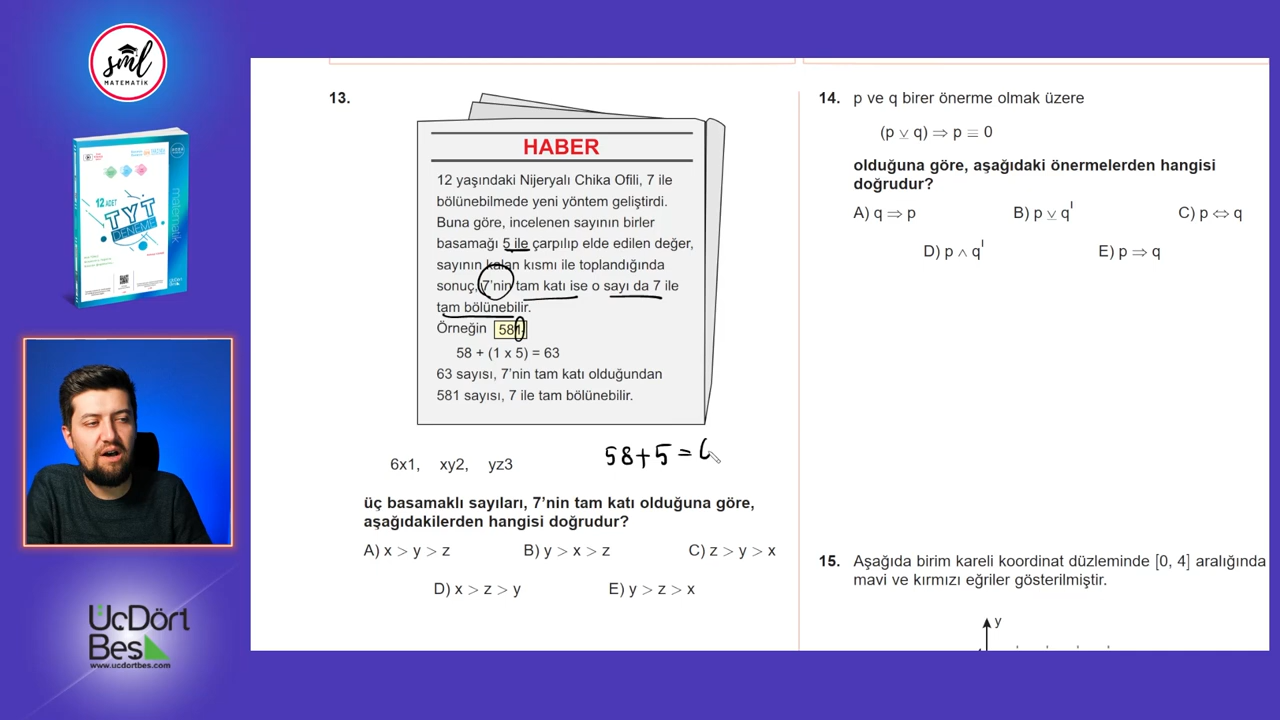 sml
MATEMATİK
12 ADET
TYT
DENEME
matematik
ÜçDört
Beş
www.ucdortbes.com
13.
HABER
12 yaşındaki Nijeryalı Chika Ofili, 7 ile
bölünebilmede yeni yöntem geliştirdi.
Buna göre, incelenen sayının birler
basamağı 5 ile çarpılıp elde edilen değer,
sayının kalan kısmı ile toplandığında
sonuç, 7'nin tam katı ise o sayı da 7 ile
tam bölünebilir.
Örneğin 581
58 + (1 x 5) = 63
63 sayısı, 7'nin tam katı olduğundan
581 sayısı, 7 ile tam bölünebilir.
58+5=6
6x1, xy2, yz3
üç basamaklı sayıları, 7'nin tam katı olduğuna göre,
aşağıdakilerden hangisi doğrudur?
A) x > y > z B) y > x > z C) z > y > x
D) x > z > y E) y > z > x
14. p ve q birer önerme olmak üzere
(p ⊻ q) ⇒ p ≡ 0
olduğuna göre, aşağıdaki önermelerden hangisi
doğrudur?
A) q ⇒ p B) p ⊻ q' C) p ⇔ q
D) p ∧ q' E) p ⇒ q
15. Aşağıda birim kareli koordinat düzleminde [0, 4] aralığında
mavi ve kırmızı eğriler gösterilmiştir.
y